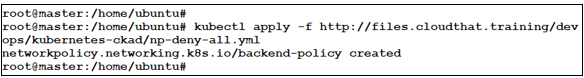 root@master:/home/ubuntu#
root@master:/home/ubuntu# kubectl apply -f http://files.cloudthat.training/dev
ops/kubernetes-ckad/np-deny-all.yml
networkpolicy.networking.k8s.io/backend-policy created
root@master:/home/ubuntu#